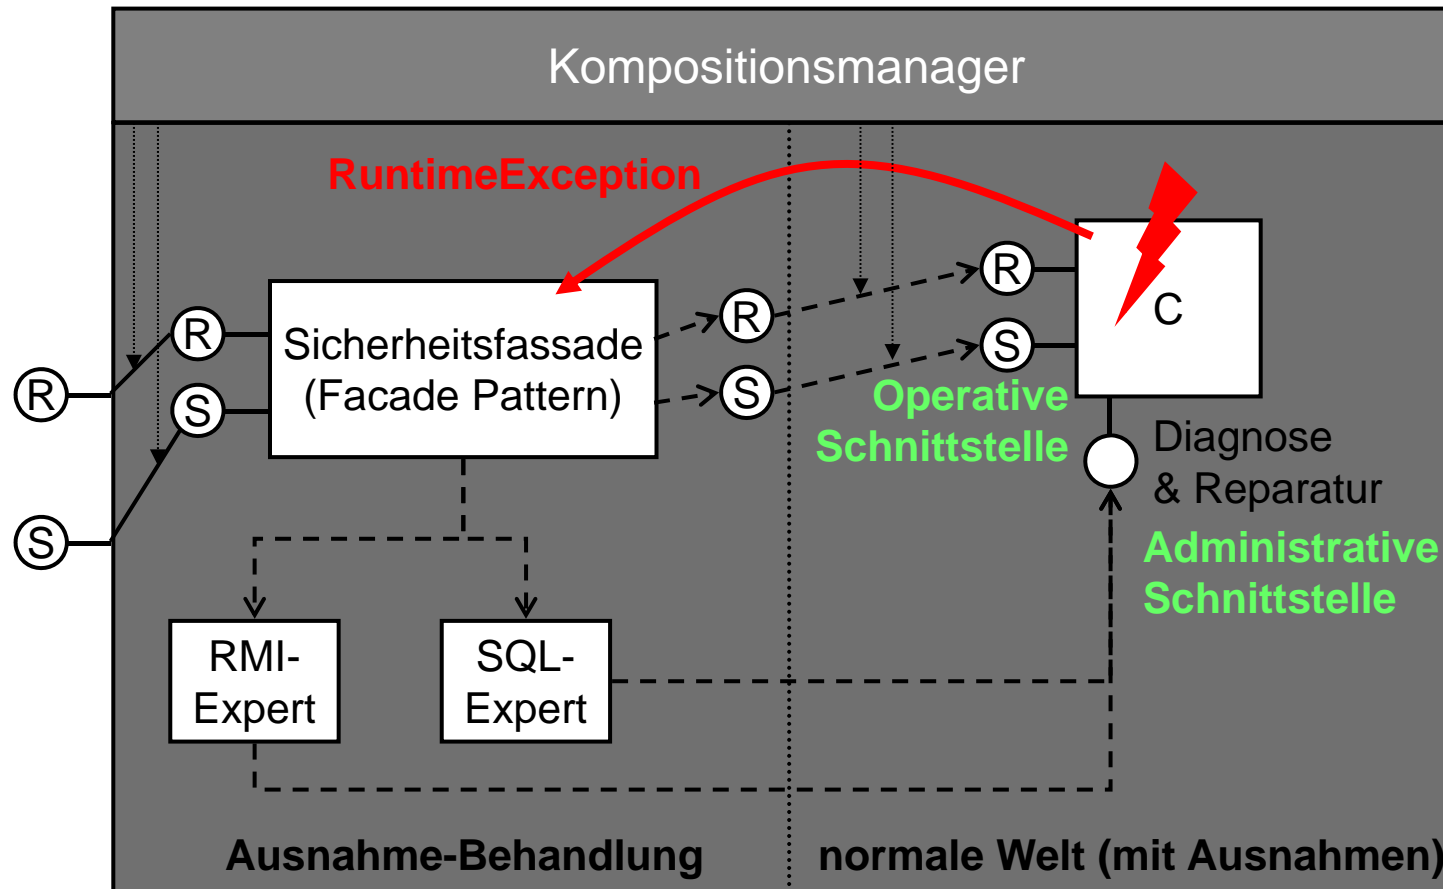 Kompositionsmanager
RuntimeException
R
R
R
R
S
S
S
S
Sicherheitsfassade
(Facade Pattern)
C
Operative
Schnittstelle
Diagnose
& Reparatur
Administrative
Schnittstelle
RMI-
Expert
SQL-
Expert
Ausnahme-Behandlung
normale Welt (mit Ausnahmen)